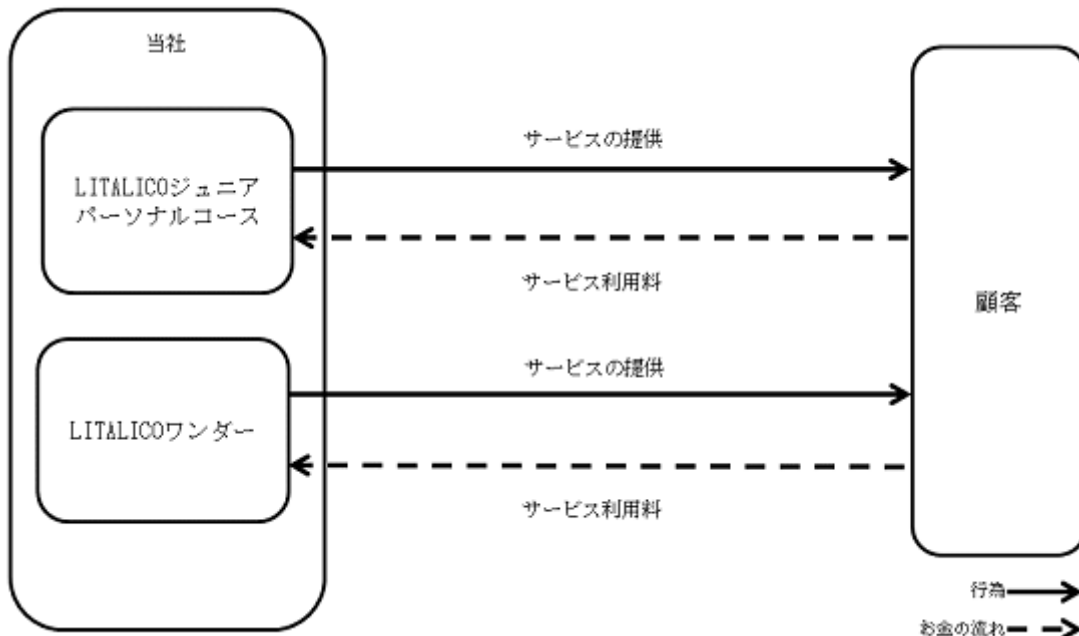 当社
LITALICOジュニア
パーソナルコース
サービスの提供
サービス利用料
LITALICOワンダー
サービスの提供
サービス利用料
顧客
行為
お金の流れ